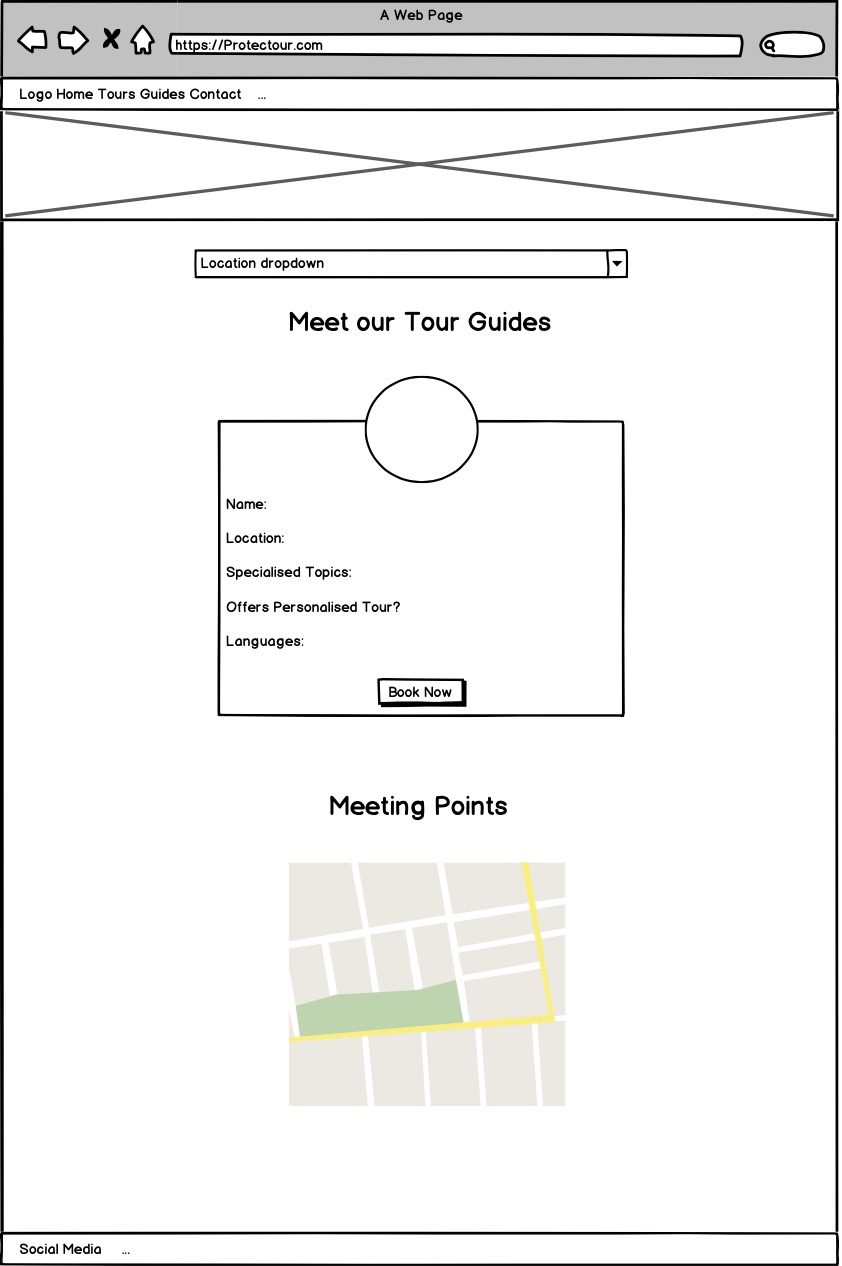 A Web Page
https://Protectour.com
Logo Home Tours Guides Contact ...
Location dropdown
Meet our Tour Guides
Name:
Location:
Specialised Topics:
Offers Personalised Tour?
Languages:
Book Now
Meeting Points
Social Media ...